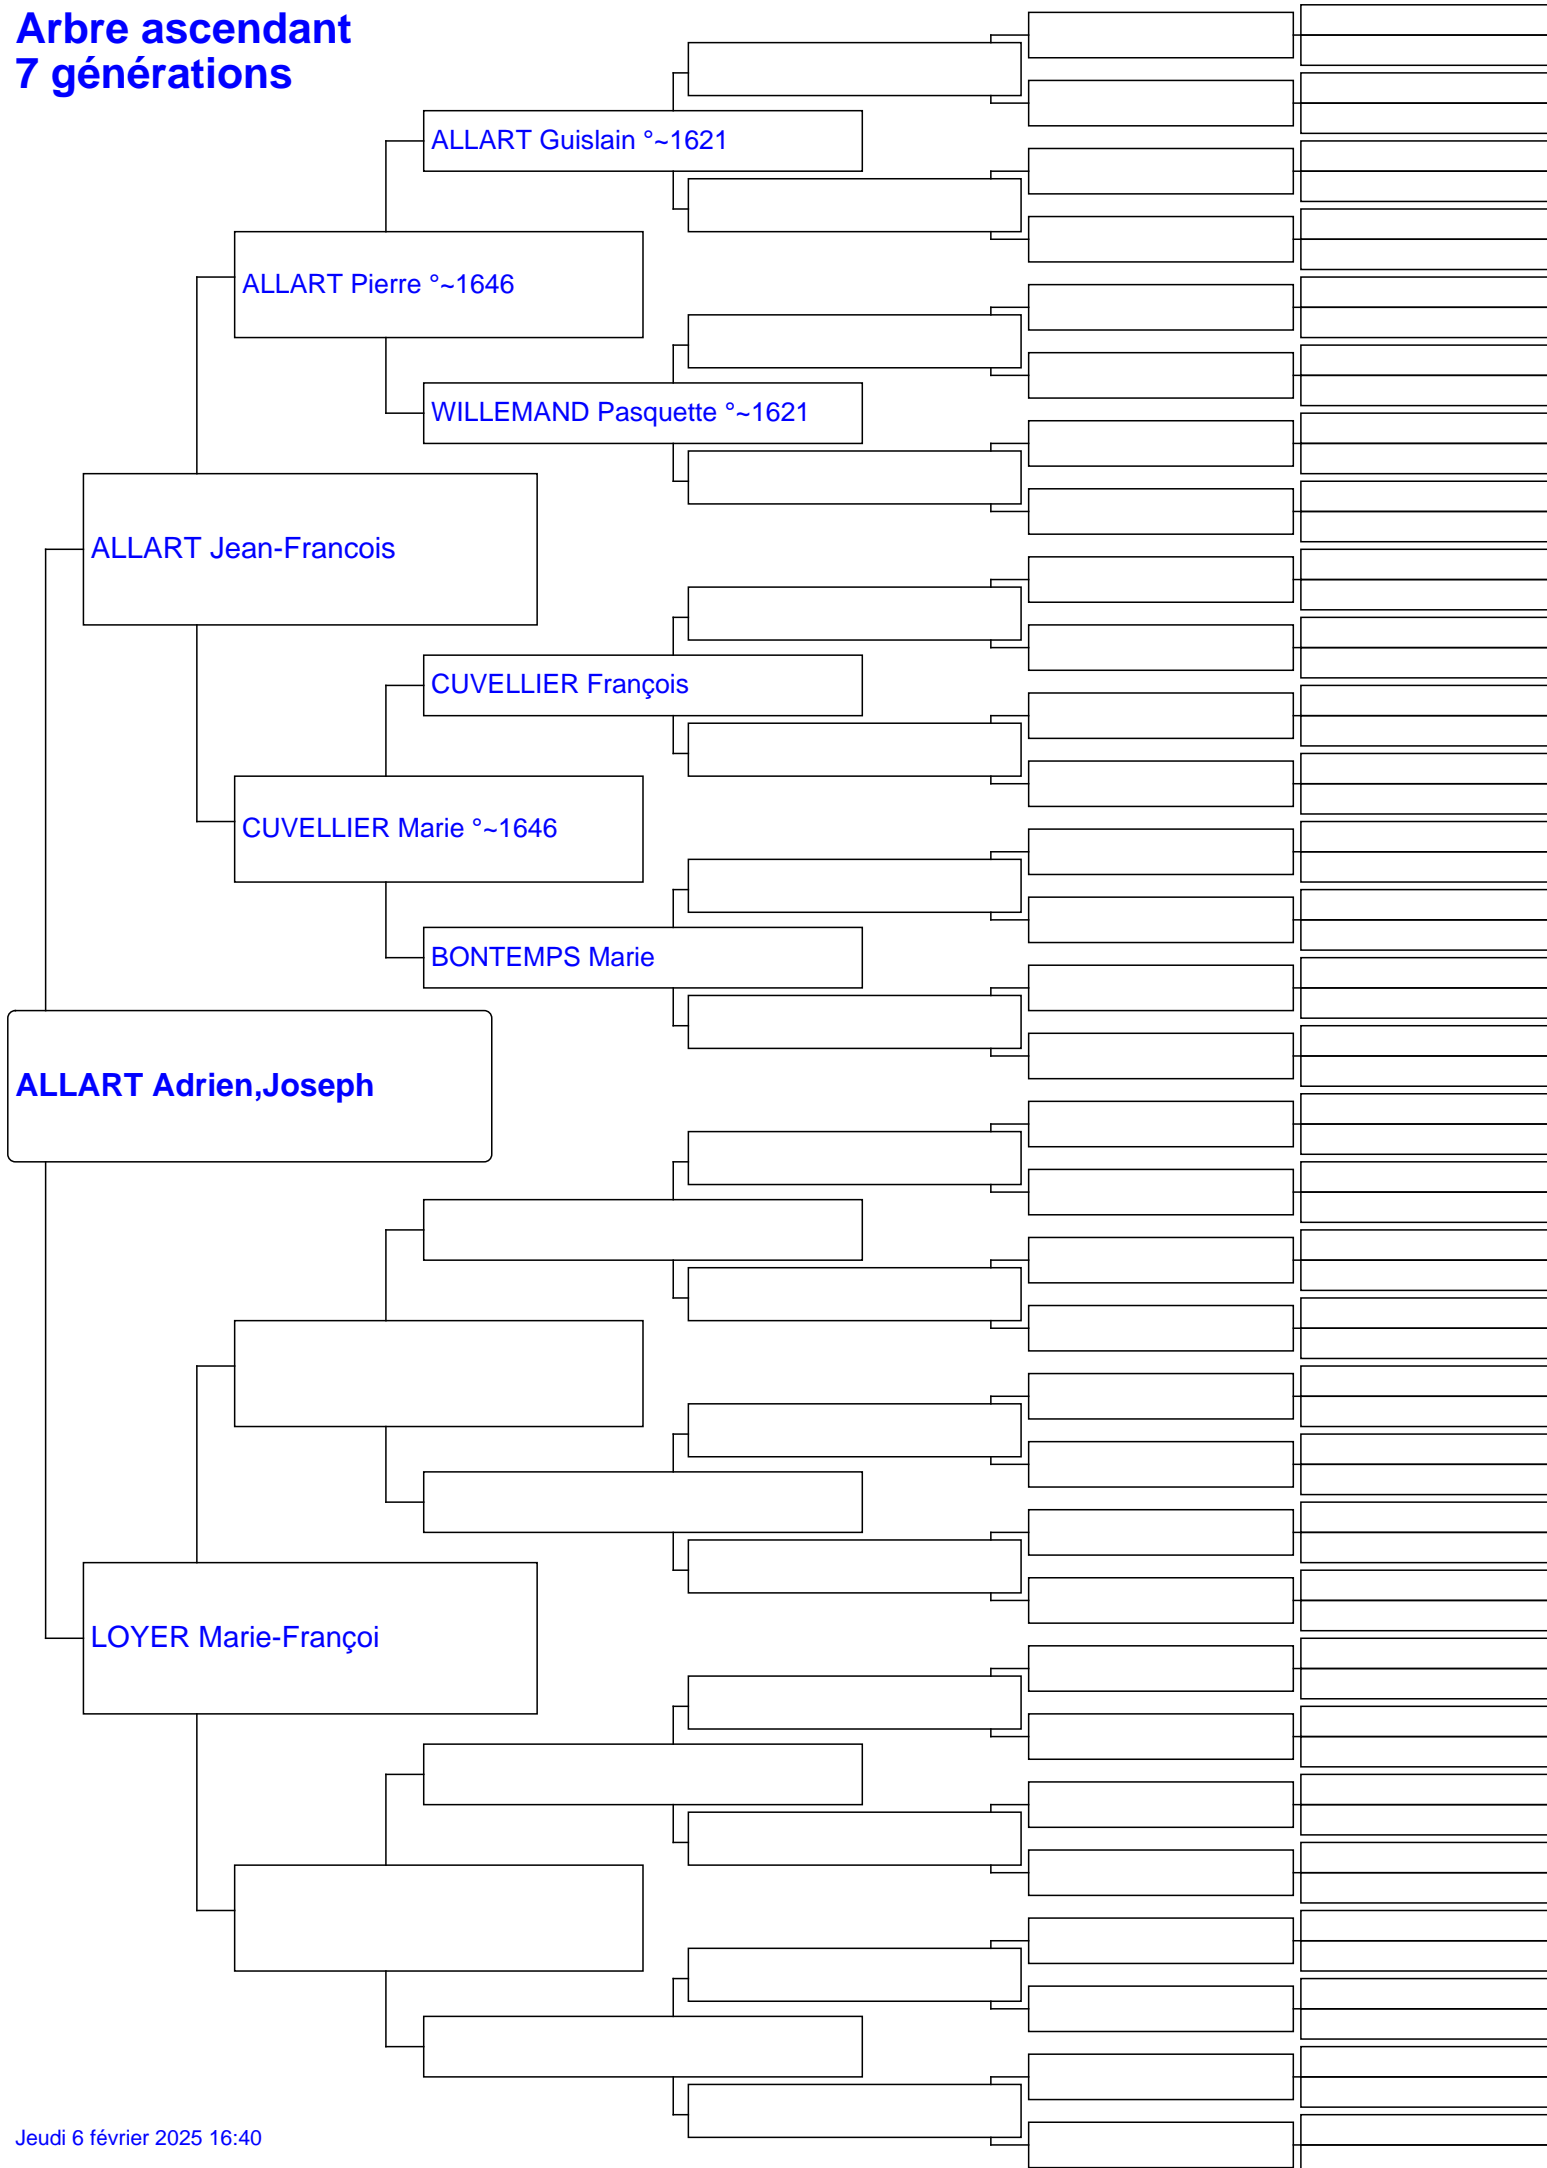 Arbre ascendant
7 générations
ALLART Guislain °~1621
ALLART Pierre °~1646
WILLEMAND Pasquette °~1621
ALLART Jean-Francois
CUVELLIER François
CUVELLIER Marie °~1646
BONTEMPS Marie
ALLART Adrien,Joseph
LOYER Marie-Françoi
Jeudi 6 février 2025 16:40